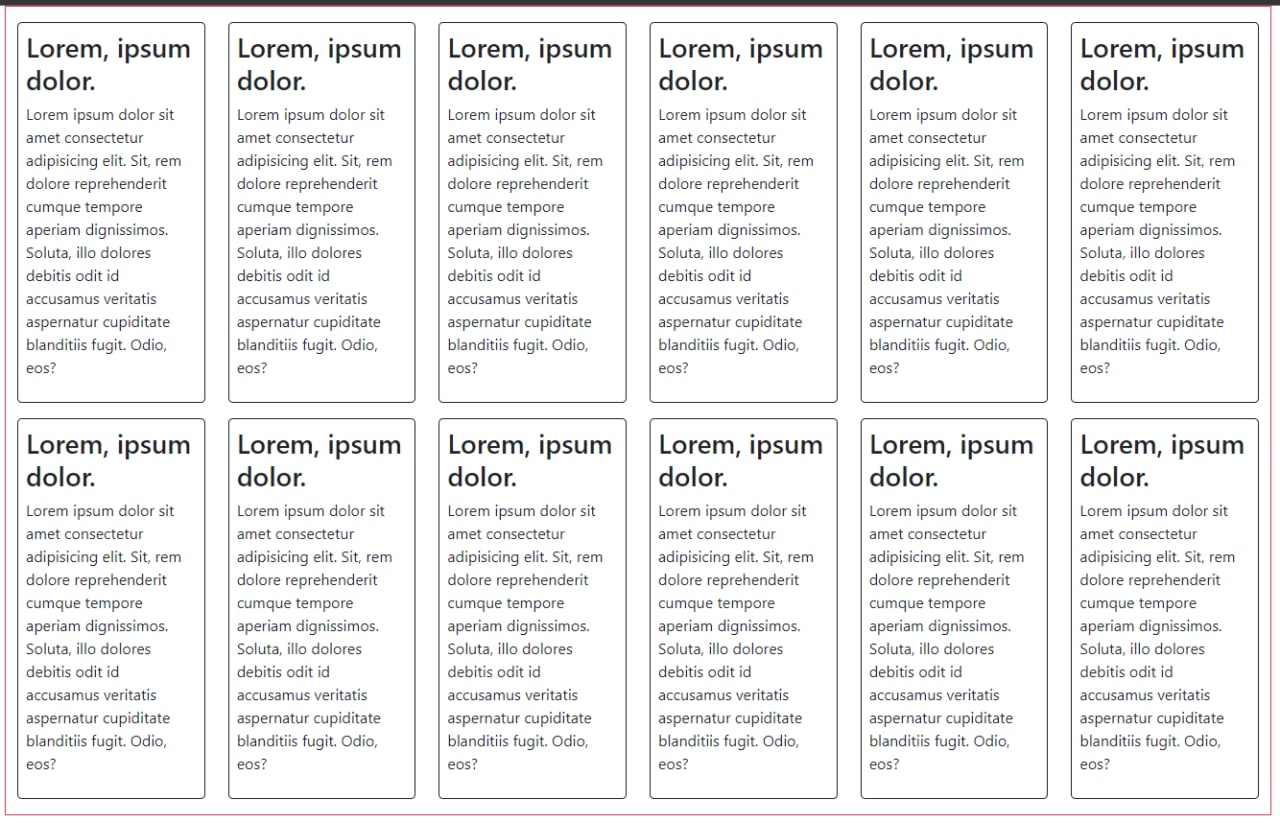 Lorem, ipsum
dolor.
Lorem ipsum dolor sit
amet consectetur
adipisicing elit. Sit, rem
dolore reprehenderit
cumque tempore
aperiam dignissimos.
Soluta, illo dolores
debitis odit id
accusamus veritatis
aspernatur cupiditate
blanditiis fugit. Odio,
eos?
Lorem, ipsum
dolor.
Lorem ipsum dolor sit
amet consectetur
adipisicing elit. Sit, rem
dolore reprehenderit
cumque tempore
aperiam dignissimos.
Soluta, illo dolores
debitis odit id
accusamus veritatis
aspernatur cupiditate
blanditiis fugit. Odio,
eos?
Lorem, ipsum
dolor.
Lorem ipsum dolor sit
amet consectetur
adipisicing elit. Sit, rem
dolore reprehenderit
cumque tempore
aperiam dignissimos.
Soluta, illo dolores
debitis odit id
accusamus veritatis
aspernatur cupiditate
blanditiis fugit. Odio,
eos?
Lorem, ipsum
dolor.
Lorem ipsum dolor sit
amet consectetur
adipisicing elit. Sit, rem
dolore reprehenderit
cumque tempore
aperiam dignissimos.
Soluta, illo dolores
debitis odit id
accusamus veritatis
aspernatur cupiditate
blanditiis fugit. Odio,
eos?
Lorem, ipsum
dolor.
Lorem ipsum dolor sit
amet consectetur
adipisicing elit. Sit, rem
dolore reprehenderit
cumque tempore
aperiam dignissimos.
Soluta, illo dolores
debitis odit id
accusamus veritatis
aspernatur cupiditate
blanditiis fugit. Odio,
eos?
Lorem, ipsum
dolor.
Lorem ipsum dolor sit
amet consectetur
adipisicing elit. Sit, rem
dolore reprehenderit
cumque tempore
aperiam dignissimos.
Soluta, illo dolores
debitis odit id
accusamus veritatis
aspernatur cupiditate
blanditiis fugit. Odio,
eos?
Lorem, ipsum
dolor.
Lorem ipsum dolor sit
amet consectetur
adipisicing elit. Sit, rem
dolore reprehenderit
cumque tempore
aperiam dignissimos.
Soluta, illo dolores
debitis odit id
accusamus veritatis
aspernatur cupiditate
blanditiis fugit. Odio,
eos?
Lorem, ipsum
dolor.
Lorem ipsum dolor sit
amet consectetur
adipisicing elit. Sit, rem
dolore reprehenderit
cumque tempore
aperiam dignissimos.
Soluta, illo dolores
debitis odit id
accusamus veritatis
aspernatur cupiditate
blanditiis fugit. Odio,
eos?
Lorem, ipsum
dolor.
Lorem ipsum dolor sit
amet consectetur
adipisicing elit. Sit, rem
dolore reprehenderit
cumque tempore
aperiam dignissimos.
Soluta, illo dolores
debitis odit id
accusamus veritatis
aspernatur cupiditate
blanditiis fugit. Odio,
eos?
Lorem, ipsum
dolor.
Lorem ipsum dolor sit
amet consectetur
adipisicing elit. Sit, rem
dolore reprehenderit
cumque tempore
aperiam dignissimos.
Soluta, illo dolores
debitis odit id
accusamus veritatis
aspernatur cupiditate
blanditiis fugit. Odio,
eos?
Lorem, ipsum
dolor.
Lorem ipsum dolor sit
amet consectetur
adipisicing elit. Sit, rem
dolore reprehenderit
cumque tempore
aperiam dignissimos.
Soluta, illo dolores
debitis odit id
accusamus veritatis
aspernatur cupiditate
blanditiis fugit. Odio,
eos?
Lorem, ipsum
dolor.
Lorem ipsum dolor sit
amet consectetur
adipisicing elit. Sit, rem
dolore reprehenderit
cumque tempore
aperiam dignissimos.
Soluta, illo dolores
debitis odit id
accusamus veritatis
aspernatur cupiditate
blanditiis fugit. Odio,
eos?